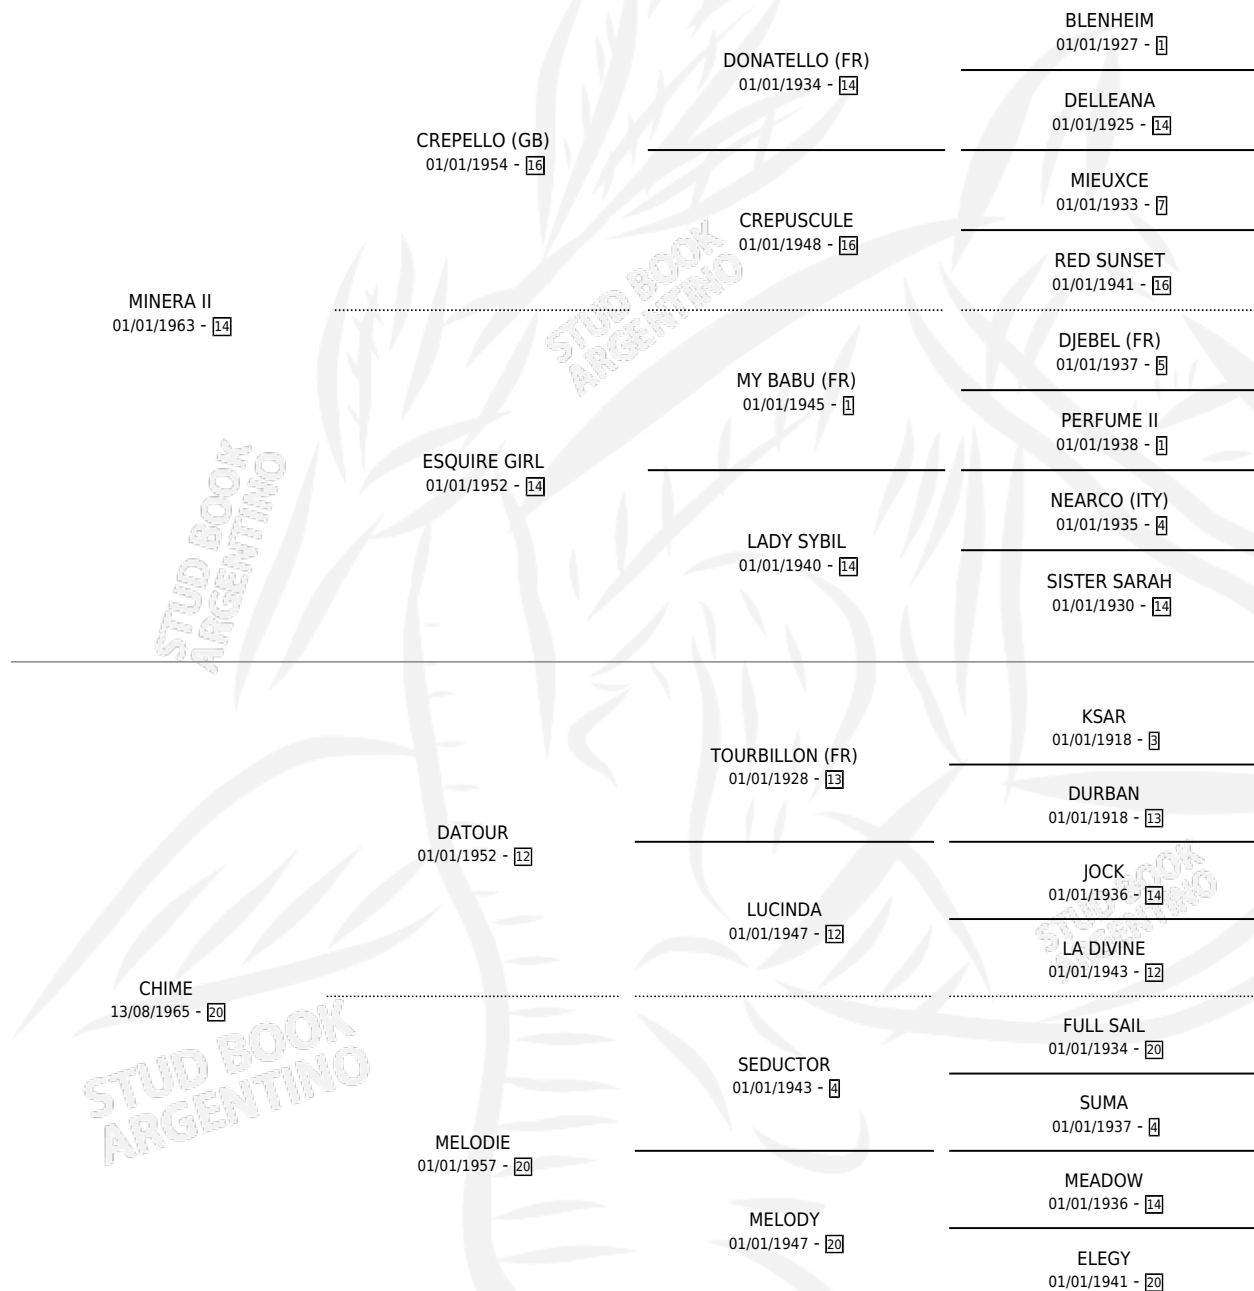 BLENHEIM
01/01/1927 - 1
DONATELLO (FR)
01/01/1934 - 14
DELLEANA
01/01/1925 - 14
CREPELLO (GB)
01/01/1954 - 16
MIEUXCE
01/01/1933 - 7
CREPUSCULE
01/01/1948 - 16
RED SUNSET
01/01/1941 - 16
MINERA II
01/01/1963 - 14
DJEBEL (FR)
01/01/1937 - 5
MY BABU (FR)
01/01/1945 - 1
PERFUME II
01/01/1938 - 1
ESQUIRE GIRL
01/01/1952 - 14
NEARCO (ITY)
01/01/1935 - 4
LADY SYBIL
01/01/1940 - 14
SISTER SARAH
01/01/1930 - 14
KSAR
01/01/1918 - 3
TOURBILLON (FR)
01/01/1928 - 13
DURBAN
01/01/1918 - 13
DATOUR
01/01/1952 - 12
JOCK
01/01/1936 - 14
LUCINDA
01/01/1947 - 12
LA DIVINE
01/01/1943 - 12
CHIME
13/08/1965 - 20
FULL SAIL
01/01/1934 - 20
SEDUCTOR
01/01/1943 - 4
SUMA
01/01/1937 - 4
MELODIE
01/01/1957 - 20
MEADOW
01/01/1936 - 14
MELODY
01/01/1947 - 20
ELEGY
01/01/1941 - 20
STUD BOOK
ARGENTINO
STUD BOOK
ARGENTINO
STUD BOOK
ARGENTINO
STUD BOOK
ARGENTINO